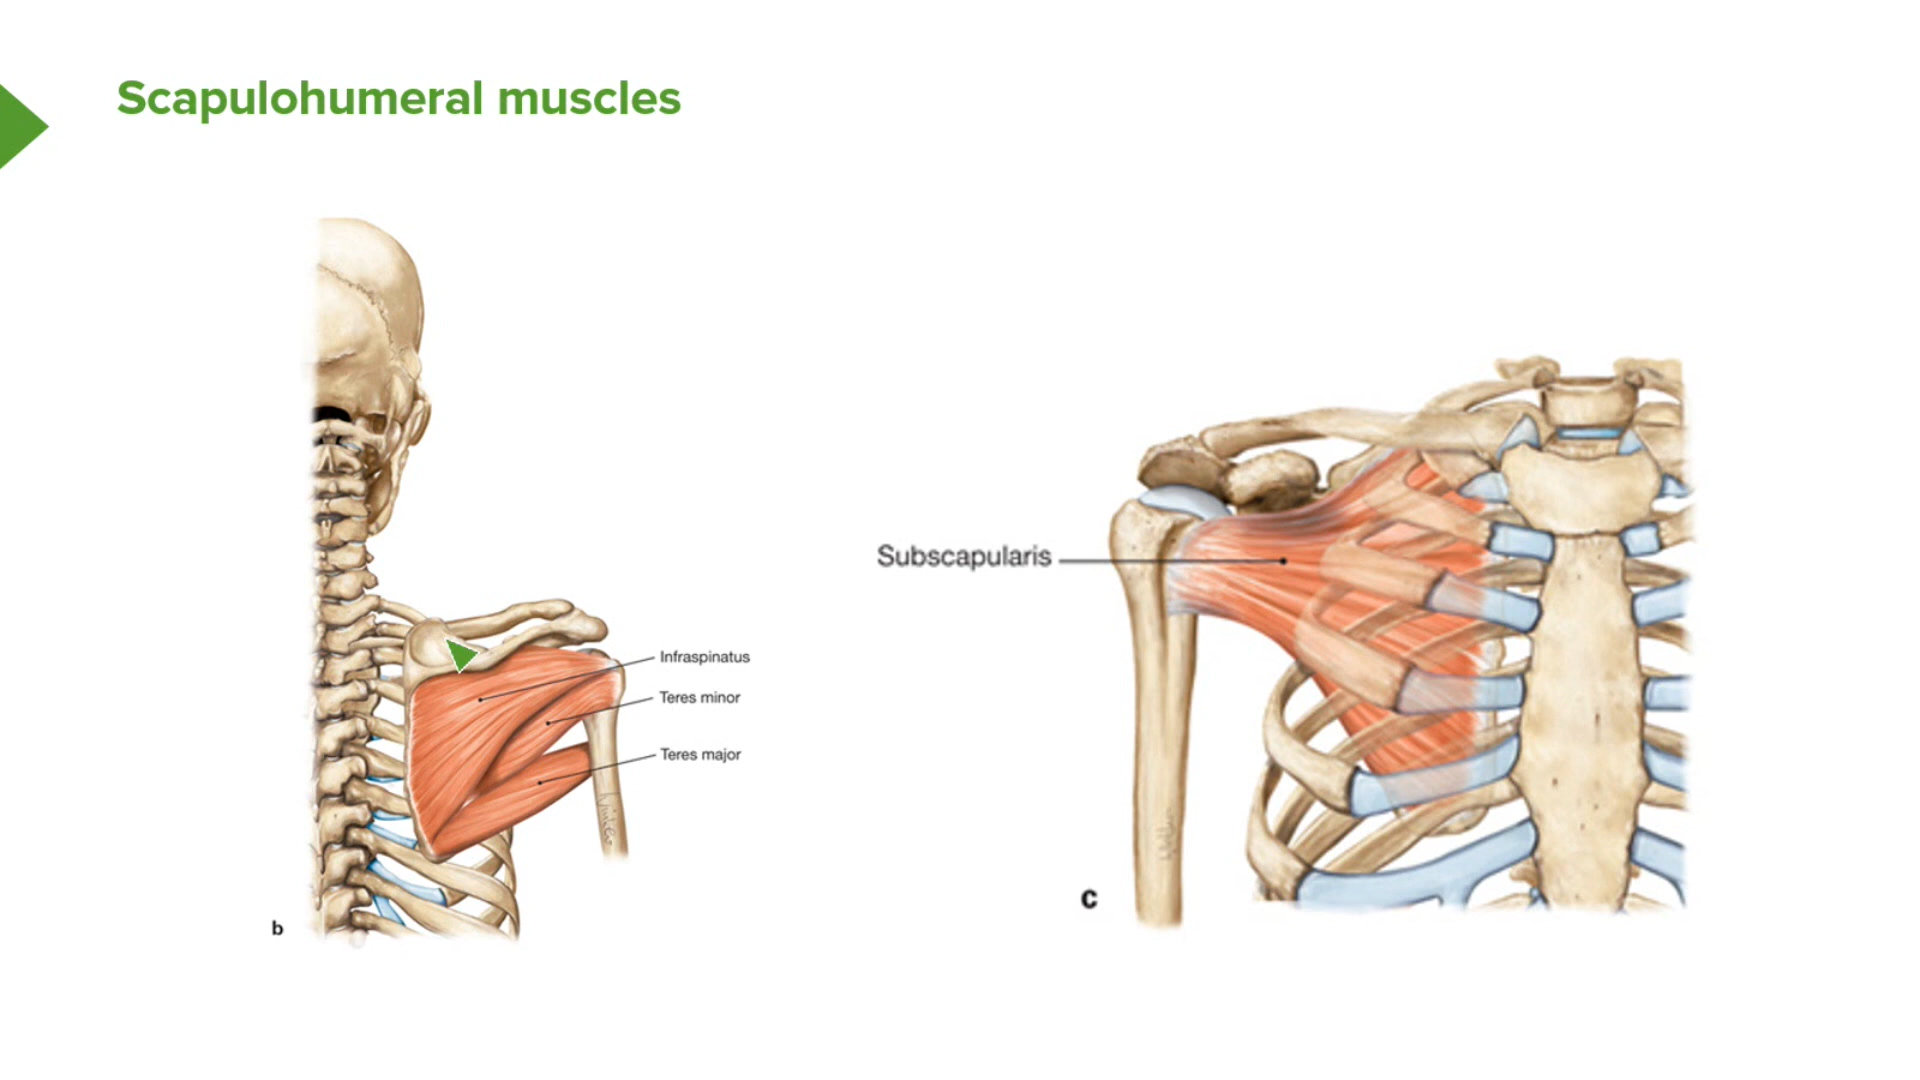 Scapulohumeral muscles
Infraspinatus
Teres minor
Teres major
b
Subscapularis
c